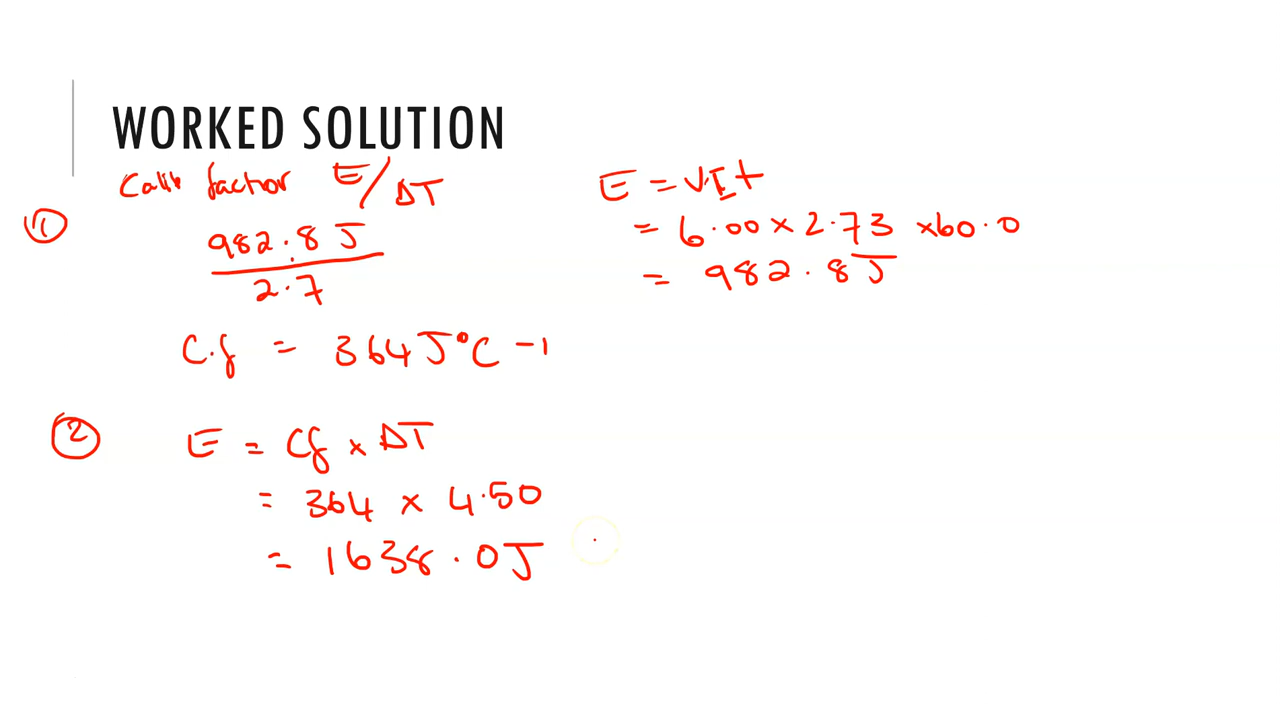 WORKED SOLUTION
Calib factor E/ΔT
① 982.8 J
2.7
C.f = 364 J°C -1
E = V.I.t
= 6.00 × 2.73 × 60.0
= 982.8 J
② E = Cf × ΔT
= 364 × 4.50
= 1638.0 J